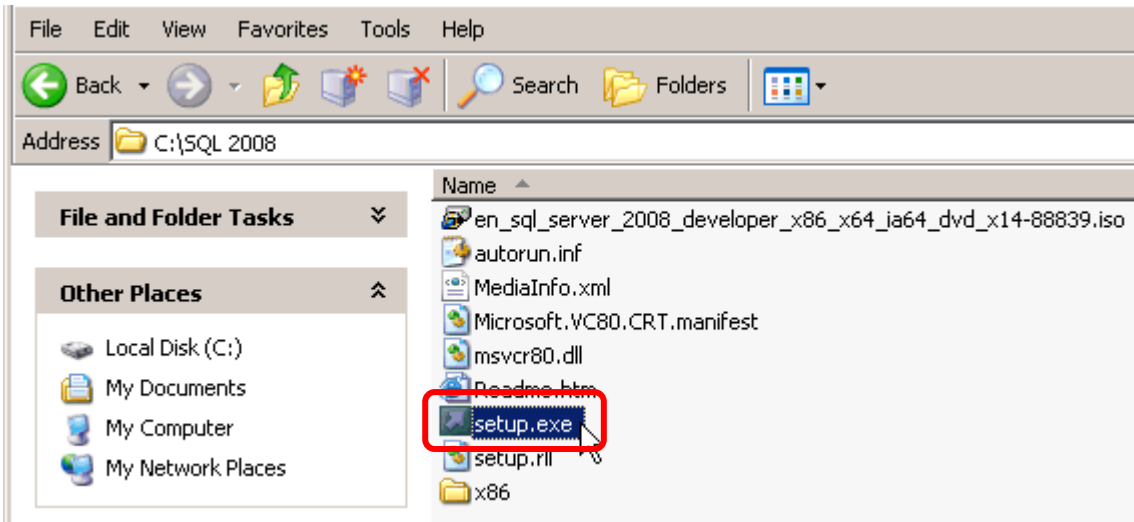 File Edit View Favorites Tools Help
Back Search Folders
Address C:\SQL 2008
File and Folder Tasks
Other Places
Local Disk (C:)
My Documents
My Computer
My Network Places
Name
en_sql_server_2008_developer_x86_x64_ia64_dvd_x14-88839.iso
autorun.inf
MediaInfo.xml
Microsoft.VC80.CRT.manifest
msvcr80.dll
Readme.htm
setup.exe
setup.rll
x86